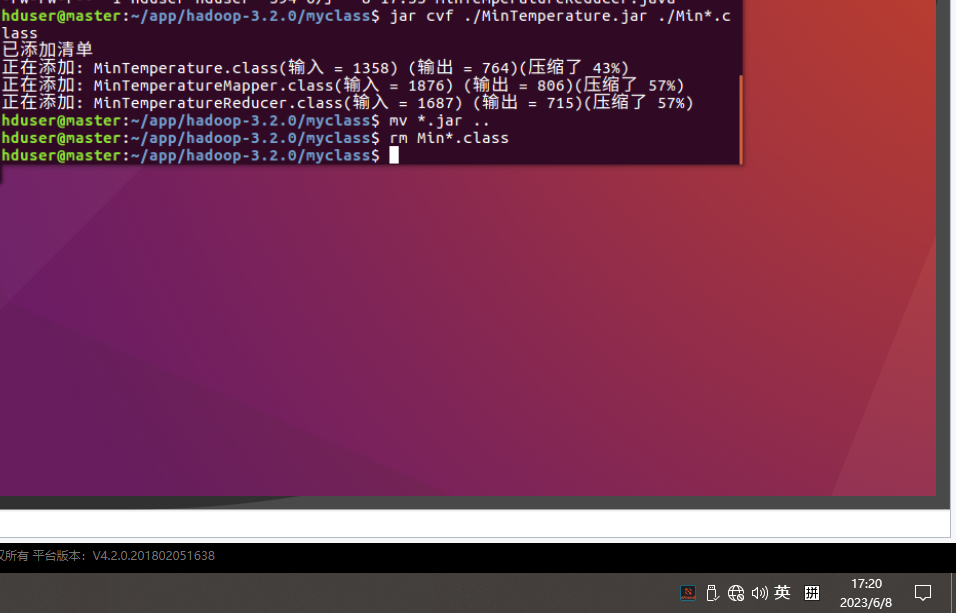 hduser@master:~/app/hadoop-3.2.0/myclass$ jar cvf ./MinTemperature.jar ./Min*.c
lass
已添加清单
正在添加: MinTemperature.class(输入 = 1358) (输出 = 764)(压缩了 43%)
正在添加: MinTemperatureMapper.class(输入 = 1876) (输出 = 806)(压缩了 57%)
正在添加: MinTemperatureReducer.class(输入 = 1687) (输出 = 715)(压缩了 57%)
hduser@master:~/app/hadoop-3.2.0/myclass$ mv *.jar ..
hduser@master:~/app/hadoop-3.2.0/myclass$ rm Min*.class
hduser@master:~/app/hadoop-3.2.0/myclass$
所有 平台版本: V4.2.0.201802051638
英 拼 17:20
2023/6/8